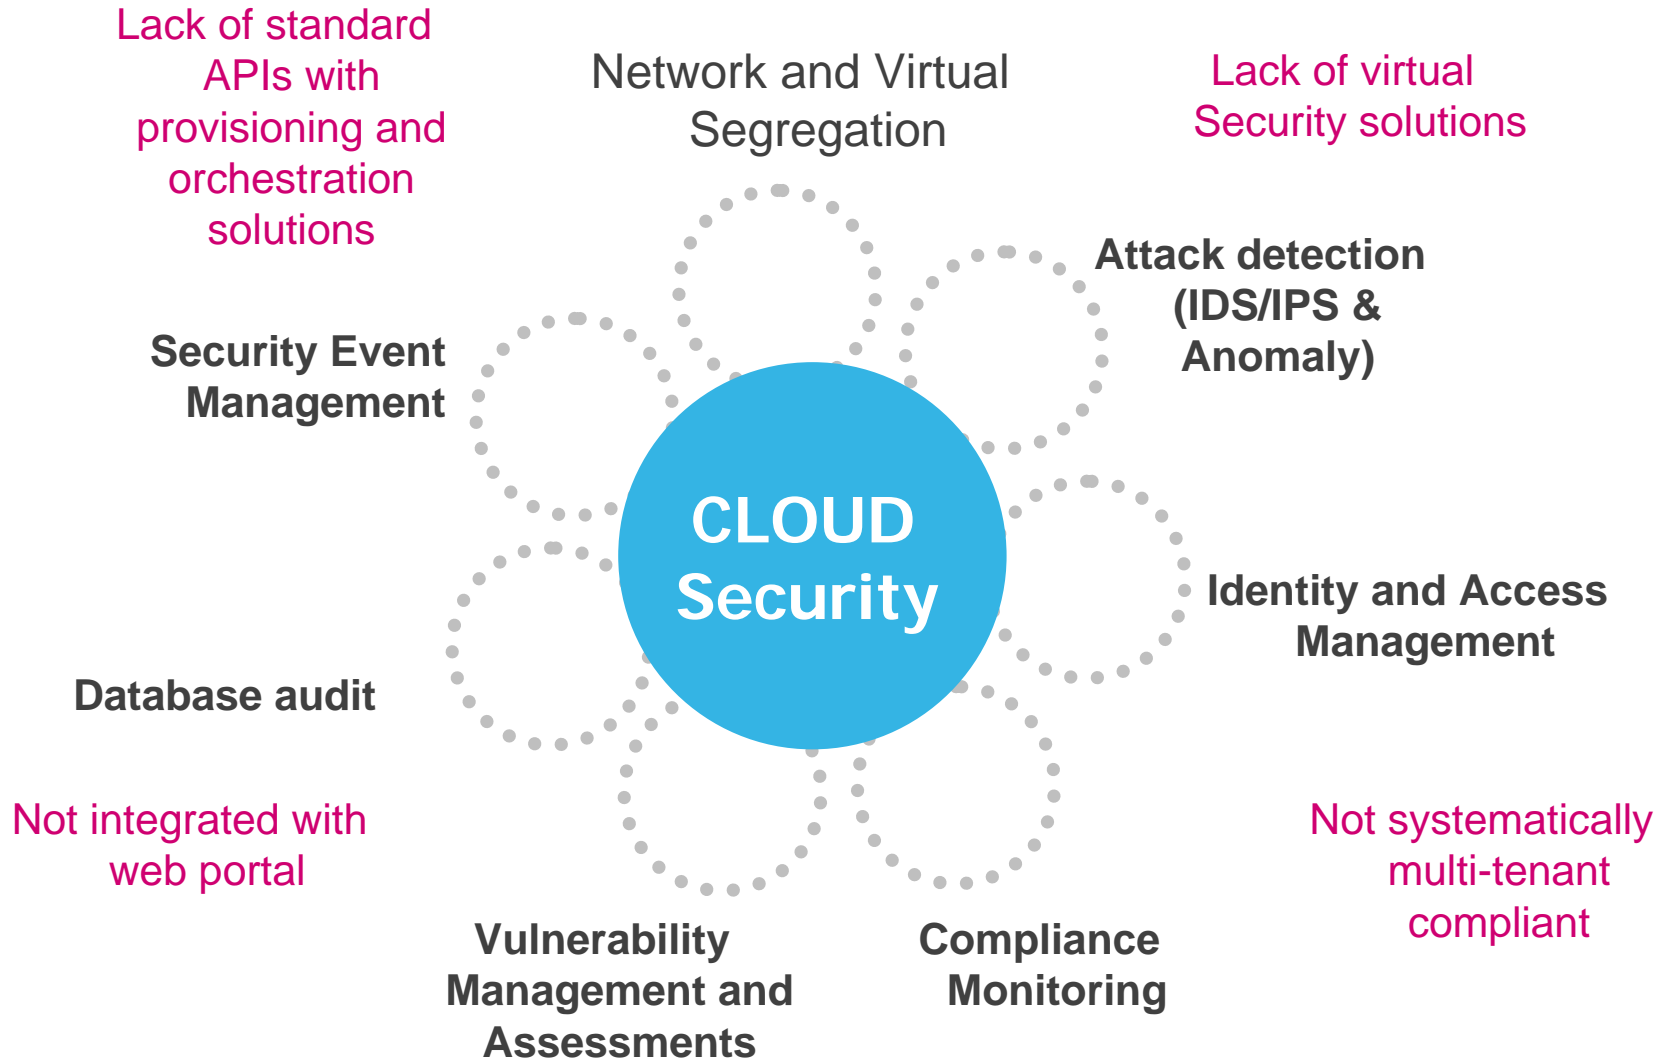 Lack of standard
APIs with
provisioning and
orchestration
solutions
Network and Virtual
Segregation
Lack of virtual
Security solutions
Attack detection
(IDS/IPS &
Anomaly)
Security Event
Management
CLOUD
Security
Identity and Access
Management
Database audit
Not integrated with
web portal
Not systematically
multi-tenant
compliant
Vulnerability
Management and
Assessments
Compliance
Monitoring